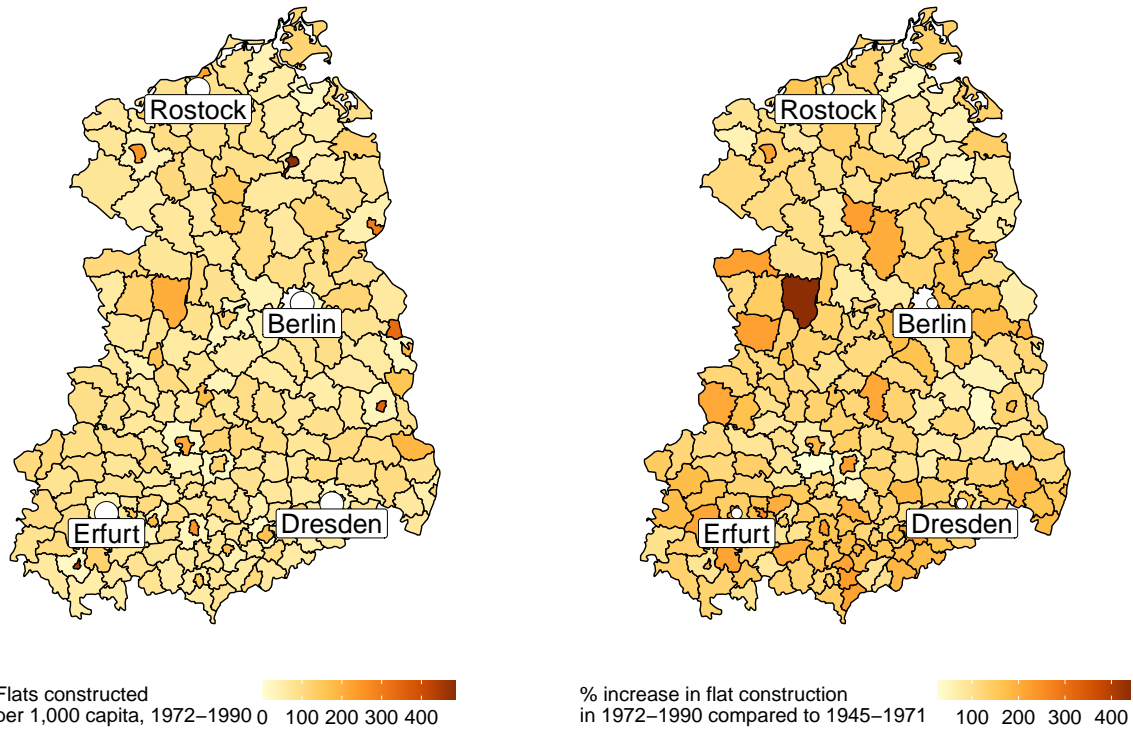 Rostock
Berlin
Erfurt
Dresden
Rostock
Berlin
Erfurt
Dresden
Flats constructed
per 1,000 capita, 1972−1990
0 100 200 300 400
% increase in flat construction
in 1972−1990 compared to 1945−1971
100 200 300 400